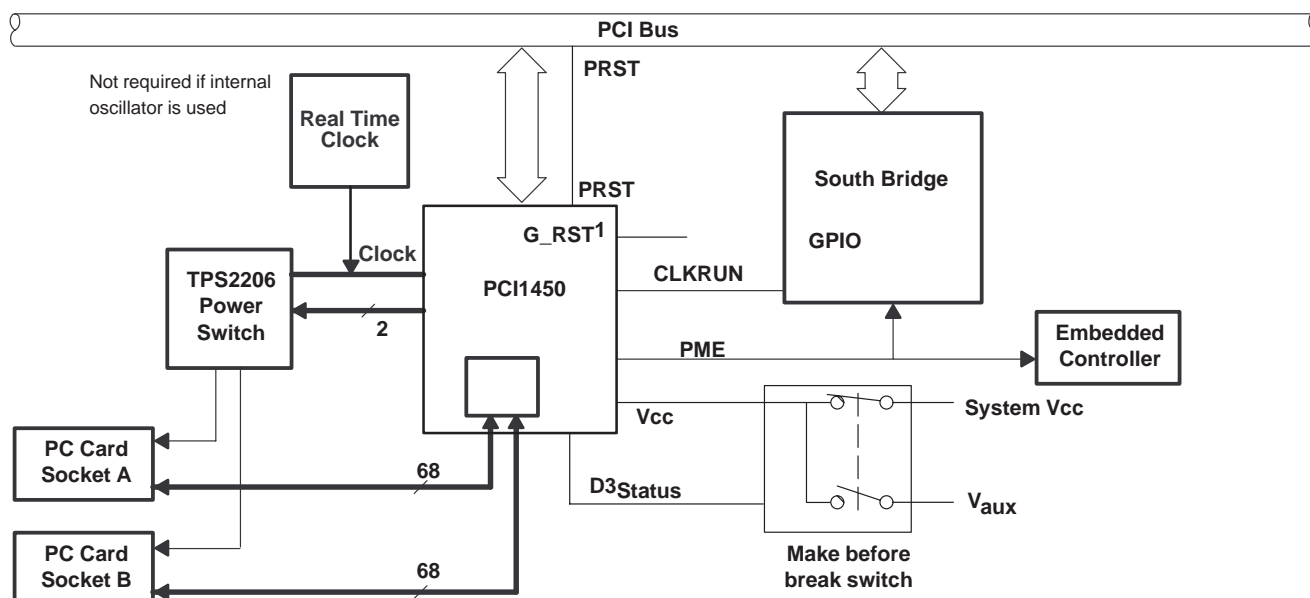 PCI Bus
Not required if internal
oscillator is used
PRST
Real Time
Clock
South Bridge
GPIO
PRST
G_RST1
Clock
PCI1450
CLKRUN
TPS2206
Power
Switch
2
PME
Embedded
Controller
Vcc
System Vcc
PC Card
Socket A
68
D3Status
Vaux
PC Card
Socket B
68
Make before
break switch